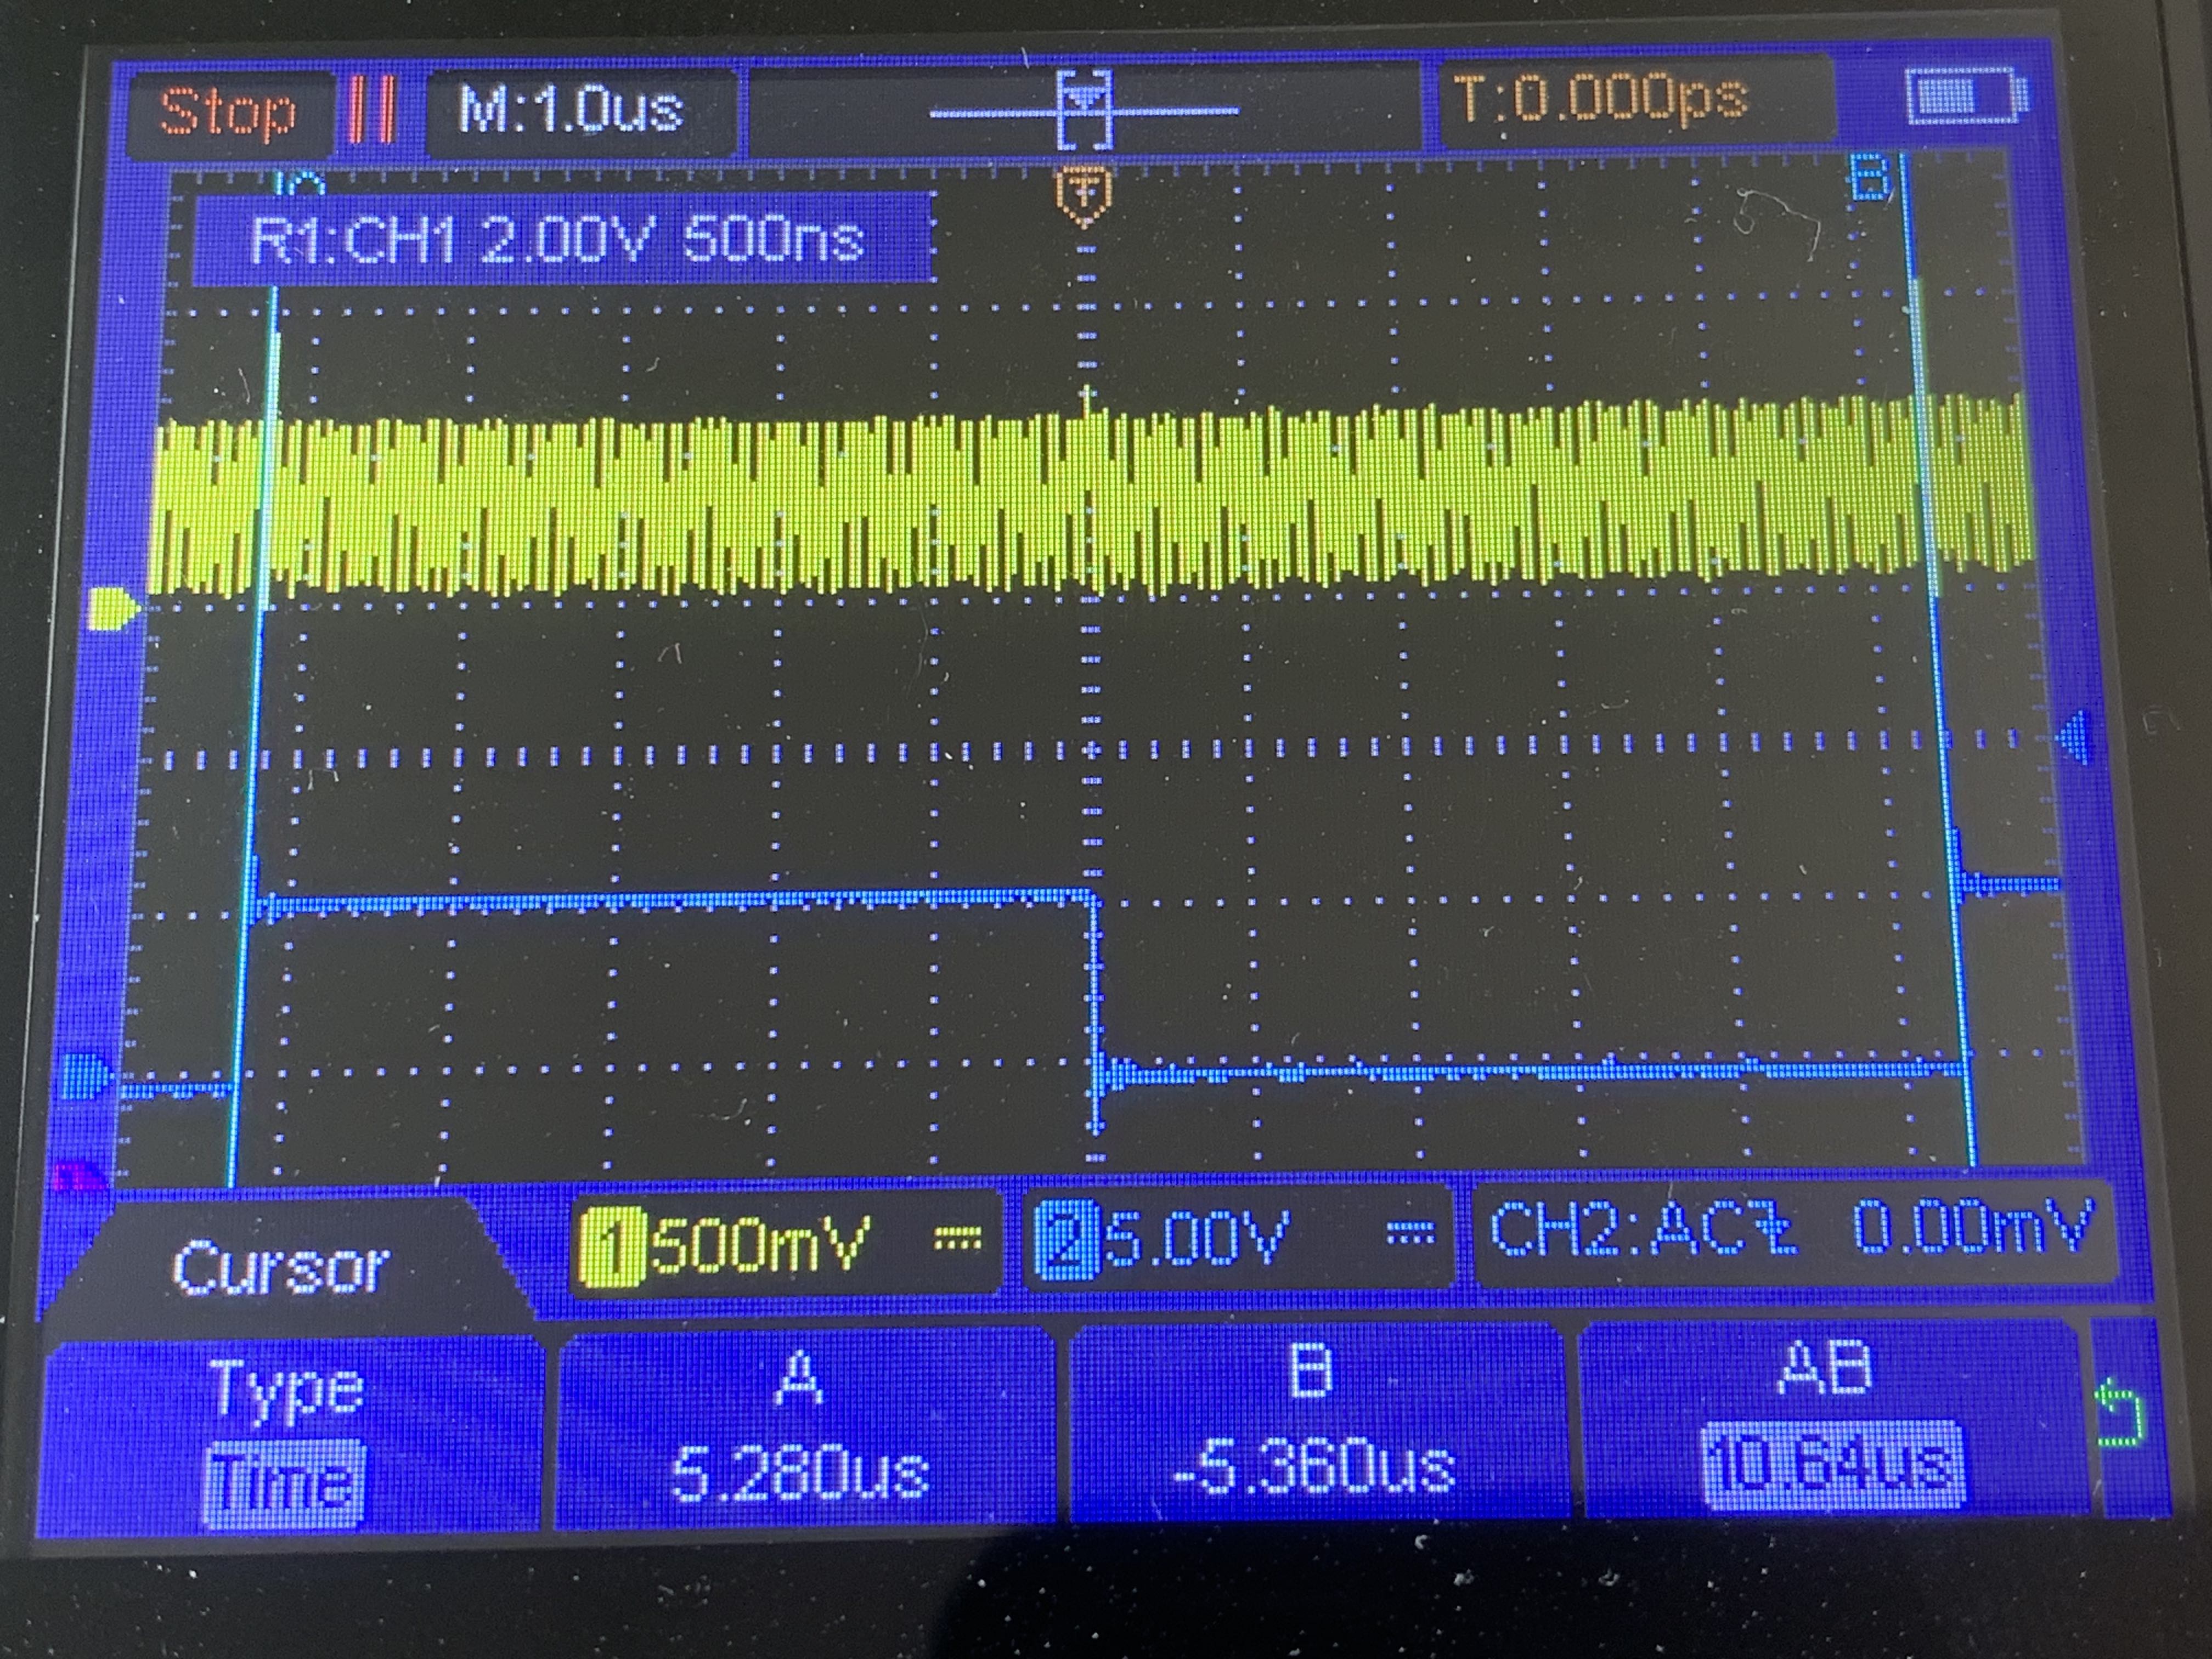 Stop M:1.0us T:0.000ps
B
R1:CH1 2.00V 500ns
Cursor 1 500mV 2 5.00V CH2:AC 0.00mV
Type A B AB
Time 5.280us -5.360us 10.64us